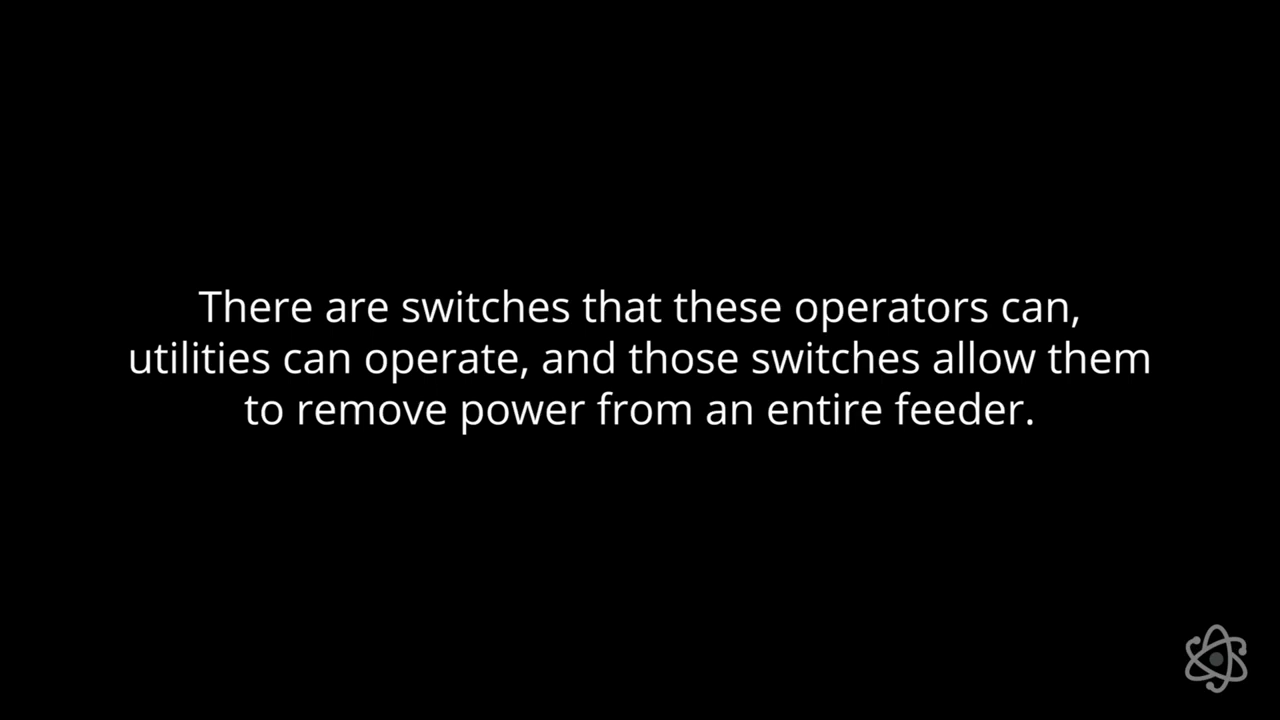 There are switches that these operators can,
utilities can operate, and those switches allow them
to remove power from an entire feeder.